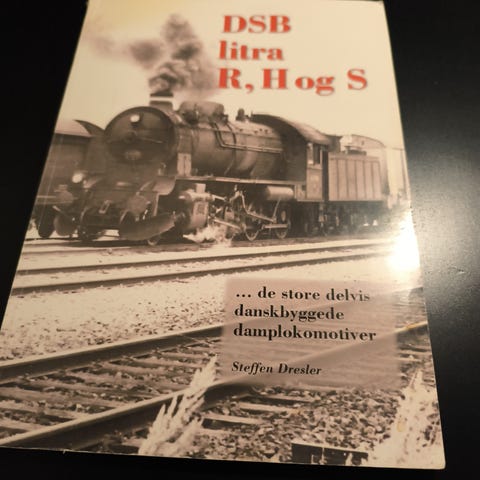 DSB
litra
R, H og S
... de store delvis
danskbyggede
damplokomotiver
Steffen Dresler